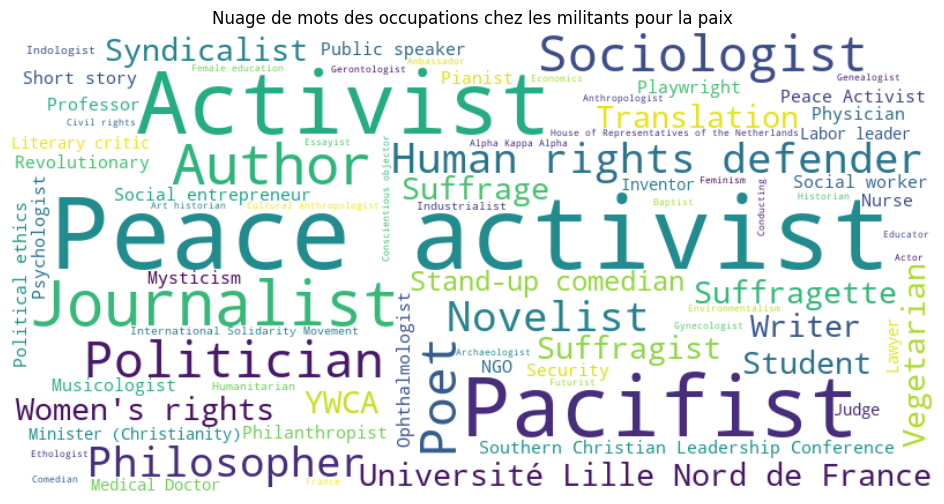 Nuage de mots des occupations chez les militants pour la paix
Indologist
Syndicalist
Public speaker
Ambassador
Sociologist
Short story
Female education
Gerontologist
Pianist
Economics
Playwright
Genealogist
Professor
Activist
Anthropologist
Peace Activist
Civil rights
Translation
Physician
Literary critic
Essayist
Alpha Kappa Alpha
House of Representatives of the Netherlands
Labor leader
Revolutionary
Author
Conscientious objector
Human rights defender
Psychologist
Social entrepreneur
Suffrage
Inventor
Feminism
Social worker
Art historian
Cultural anthropologist
Industrialist
Baptist
Conducting
Historian
Nurse
Political ethics
Peace activist
Educator
Mysticism
Stand-up comedian
Actor
Journalist
Suffragette
Vegetarian
International Solidarity Movement
Ophthalmologist
Novelist
Environmentalism
Gynecologist
Writer
Lawyer
Politician
Poet
Archaeologist
Suffragist
Student
NGO
Security
Futurist
Musicologist
Humanitarian
Women's rights
YWCA
Pacifist
Judge
Minister (Christianity)
Philanthropist
Southern Christian Leadership Conference
Ethologist
Philosopher
Comedian
Medical Doctor
France
Université Lille Nord de France